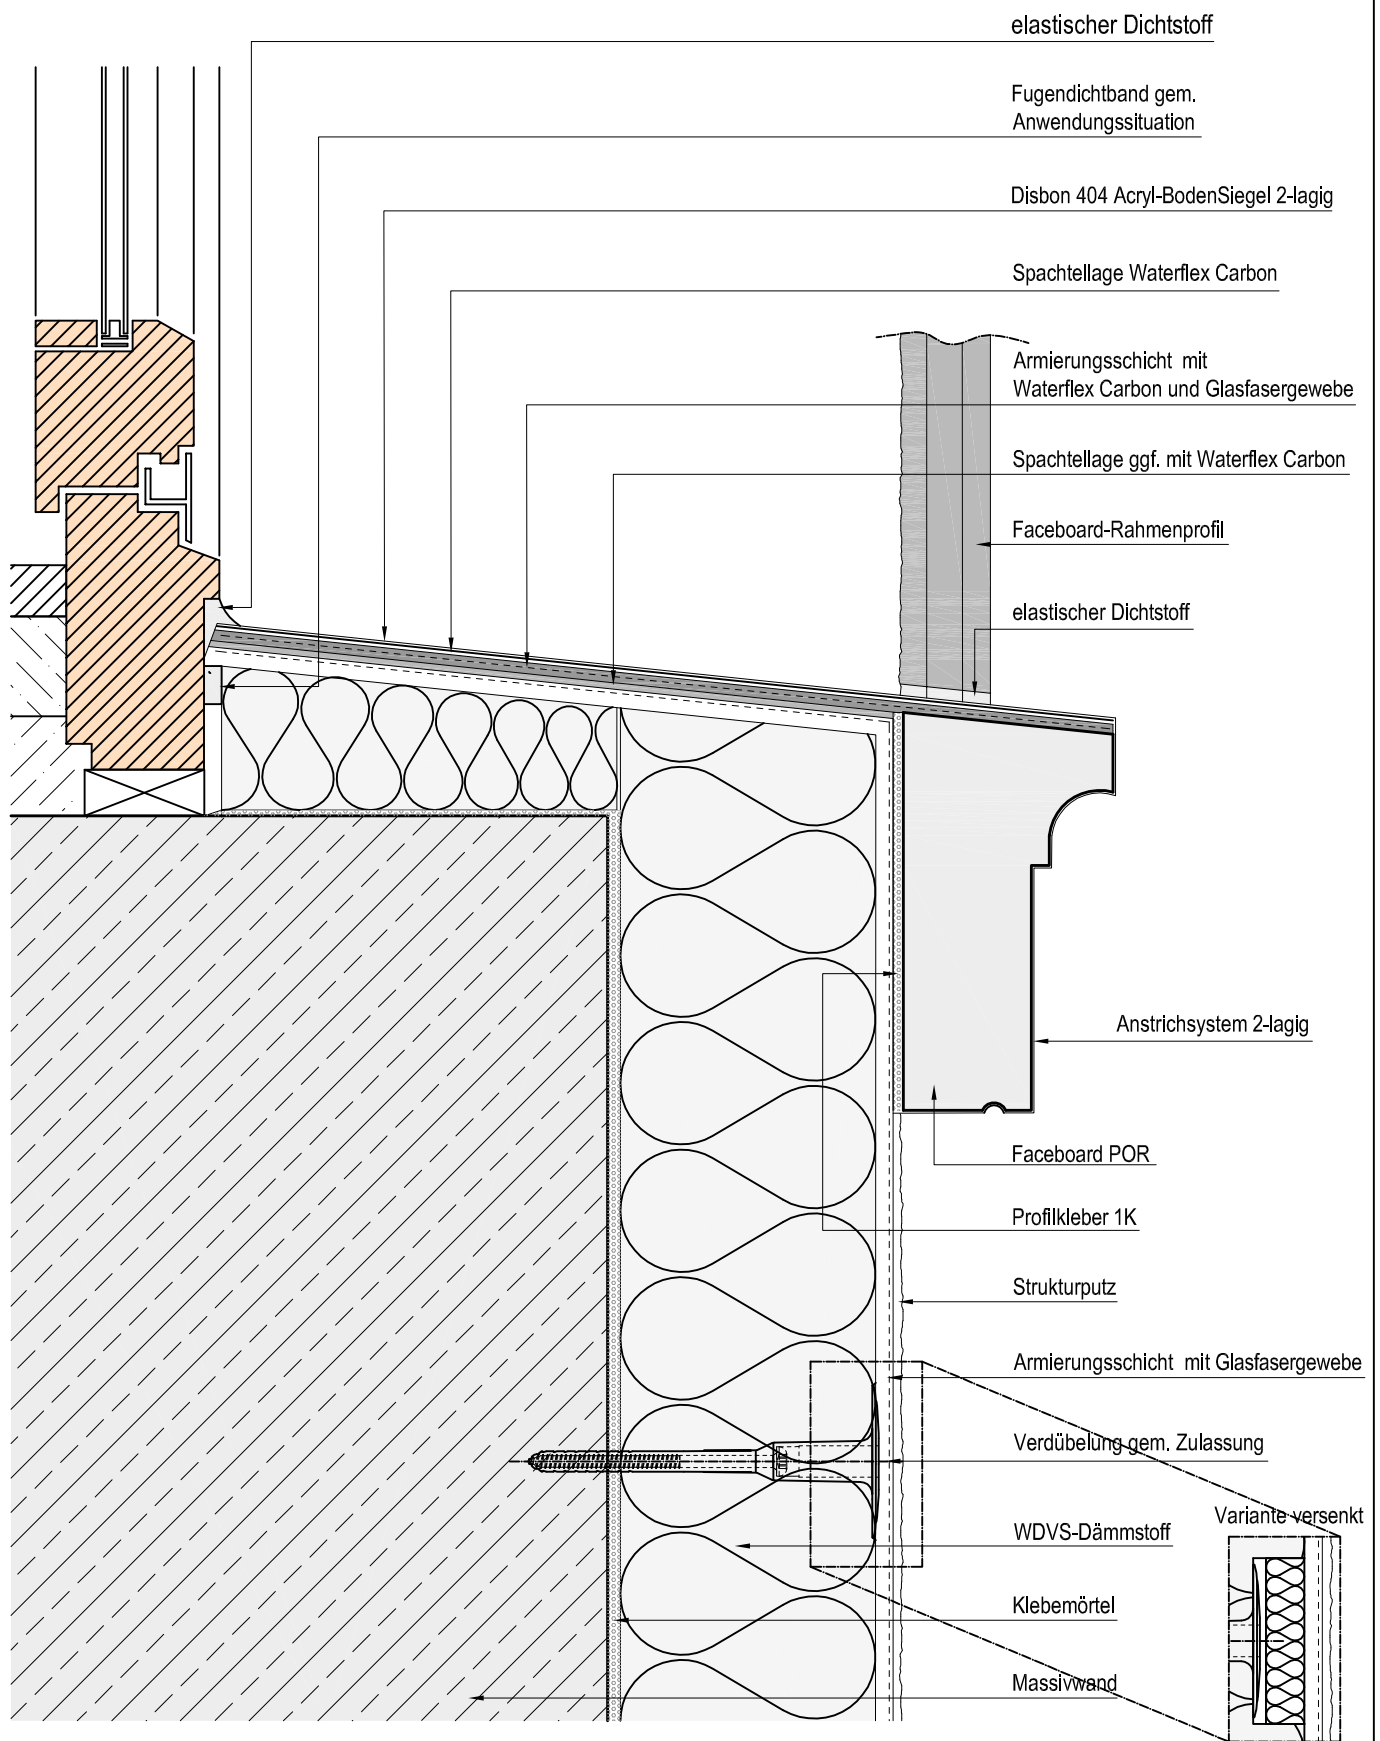 elastischer Dichtstoff
Fugendichtband gem.
Anwendungssituation
Disbon 404 Acryl-BodenSiegel 2-lagig
Spachtellage Waterflex Carbon
Armierungsschicht mit
Waterflex Carbon und Glasfasergewebe
Spachtellage ggf. mit Waterflex Carbon
Faceboard-Rahmenprofil
elastischer Dichtstoff
Anstrichsystem 2-lagig
Faceboard POR
Profilkleber 1K
Strukturputz
Armierungsschicht mit Glasfasergewebe
Verdübelung gem. Zulassung
Variante versenkt
WDVS-Dämmstoff
Klebemörtel
Massivwand